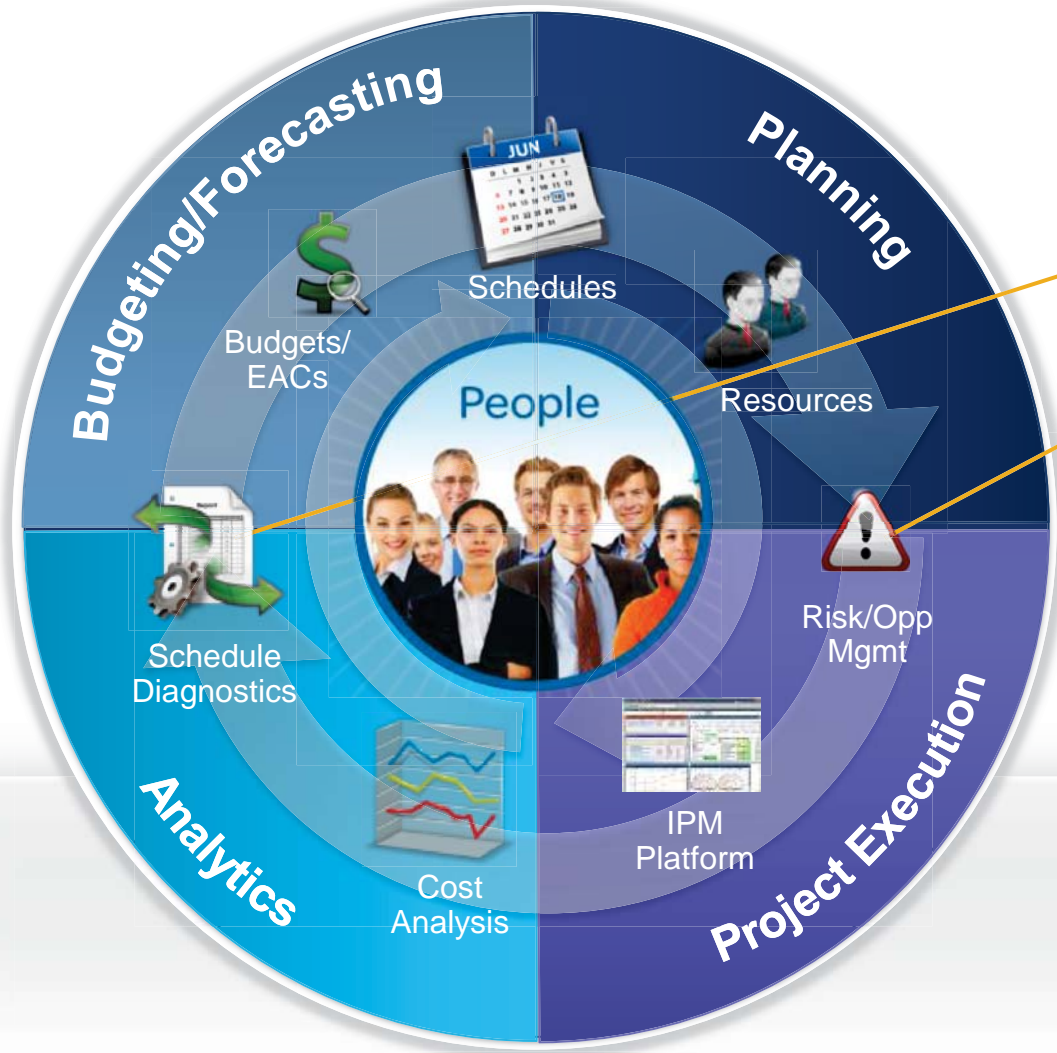 Budgeting/Forecasting
Planning
JUN
Schedules
Budgets/
EACs
Resources
People
Report
Schedule
Diagnostics
Risk/Opp
Mgmt
IPM
Platform
Cost
Analysis
Analytics
Project Execution